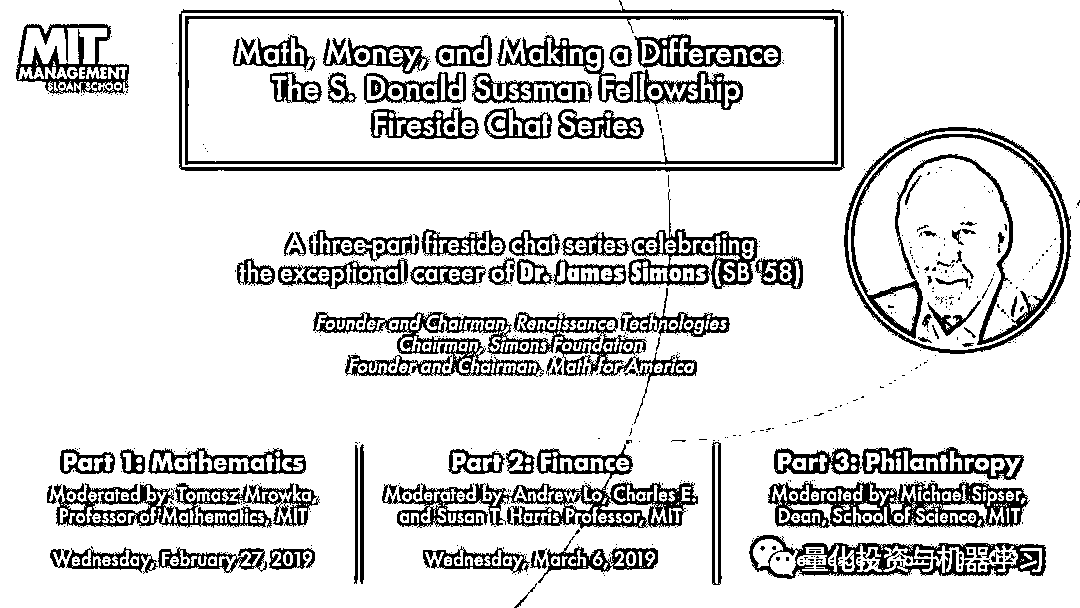 MIT
MANAGEMENT
SLOAN SCHOOL
Math, Money, and Making a Difference
The S. Donald Sussman Fellowship
Fireside Chat Series
A three-part fireside chat series celebrating
the exceptional career of Dr. James Simons (SB '58)
Founder and Chairman, Renaissance Technologies
Chairman, Simons Foundation
Founder and Chairman, Math for America
Part 1: Mathematics
Moderated by: Tomasz Mrowka,
Professor of Mathematics, MIT
Wednesday, February 27, 2019
Part 2: Finance
Moderated by: Andrew Lo, Charles E.
and Susan T. Harris Professor, MIT
Wednesday, March 6, 2019
Part 3: Philanthropy
Moderated by: Michael Sipser,
Dean, School of Science, MIT
量化投资与机器学习